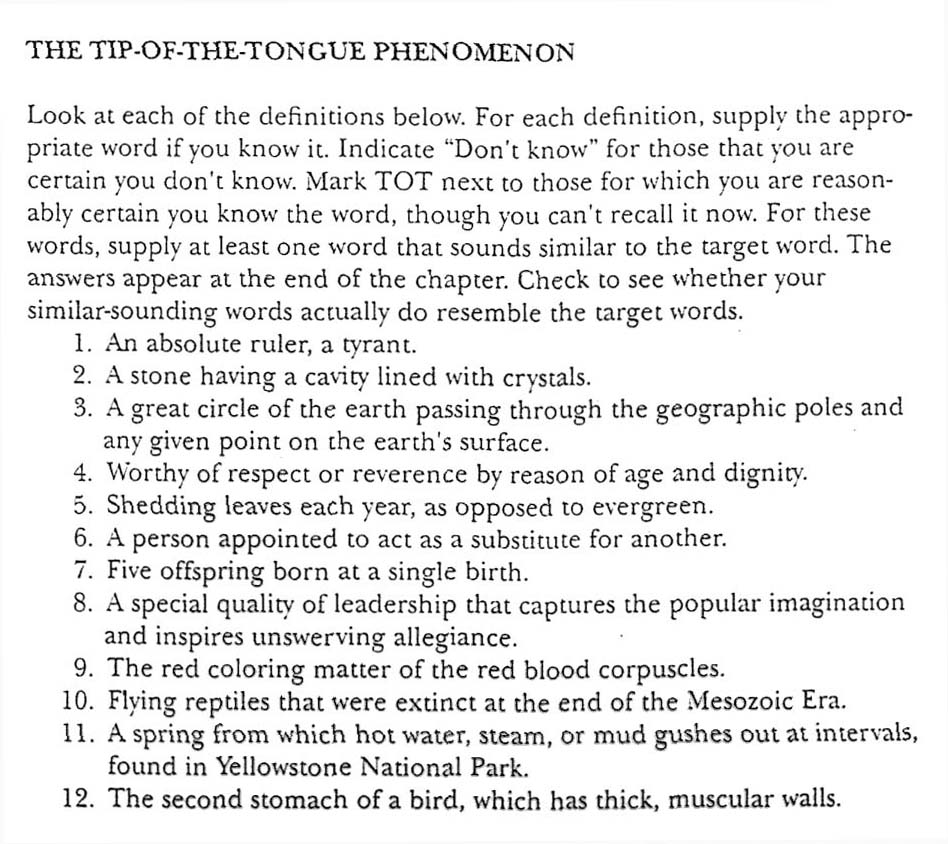 THE TIP-OF-THE-TONGUE PHENOMENON
Look at each of the definitions below. For each definition, supply the appro-
priate word if you know it. Indicate “Don't know” for those that you are
certain you don't know. Mark TOT next to those for which you are reason-
ably certain you know the word, though you can't recall it now. For these
words, supply at least one word that sounds similar to the target word. The
answers appear at the end of the chapter. Check to see whether your
similar-sounding words actually do resemble the target words.
1. An absolute ruler, a tyrant.
2. A stone having a cavity lined with crystals.
3. A great circle of the earth passing through the geographic poles and
any given point on the earth's surface.
4. Worthy of respect or reverence by reason of age and dignity.
5. Shedding leaves each year, as opposed to evergreen.
6. A person appointed to act as a substitute for another.
7. Five offspring born at a single birth.
8. A special quality of leadership that captures the popular imagination
and inspires unswerving allegiance.
9. The red coloring matter of the red blood corpuscles.
10. Flying reptiles that were extinct at the end of the Mesozoic Era.
11. A spring from which hot water, steam, or mud gushes out at intervals,
found in Yellowstone National Park.
12. The second stomach of a bird, which has thick, muscular walls.